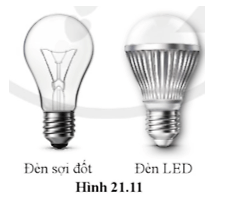 Đèn sợi đốt Đèn LED
Hình 21.11